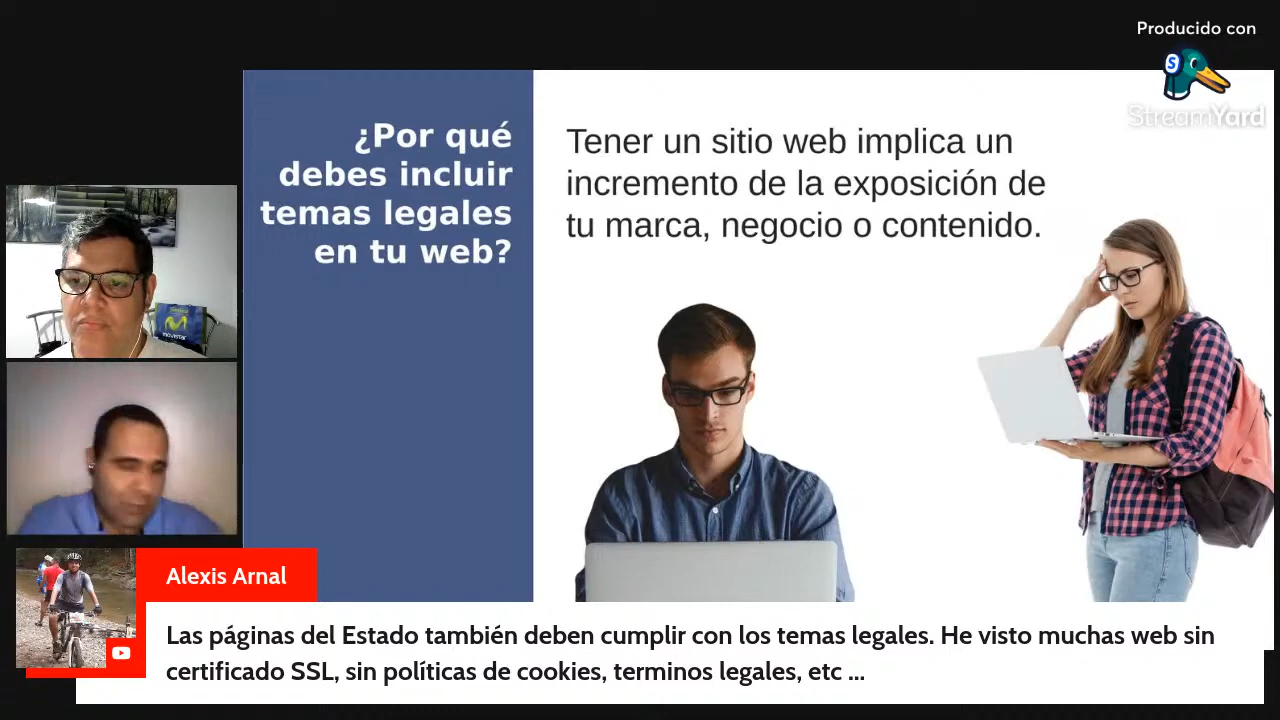 Producido con
StreamYard
¿Por qué
debes incluir
temas legales
en tu web?
Tener un sitio web implica un
incremento de la exposición de
tu marca, negocio o contenido.
movistar
Alexis Arnal
Las páginas del Estado también deben cumplir con los temas legales. He visto muchas web sin
certificado SSL, sin políticas de cookies, terminos legales, etc ...